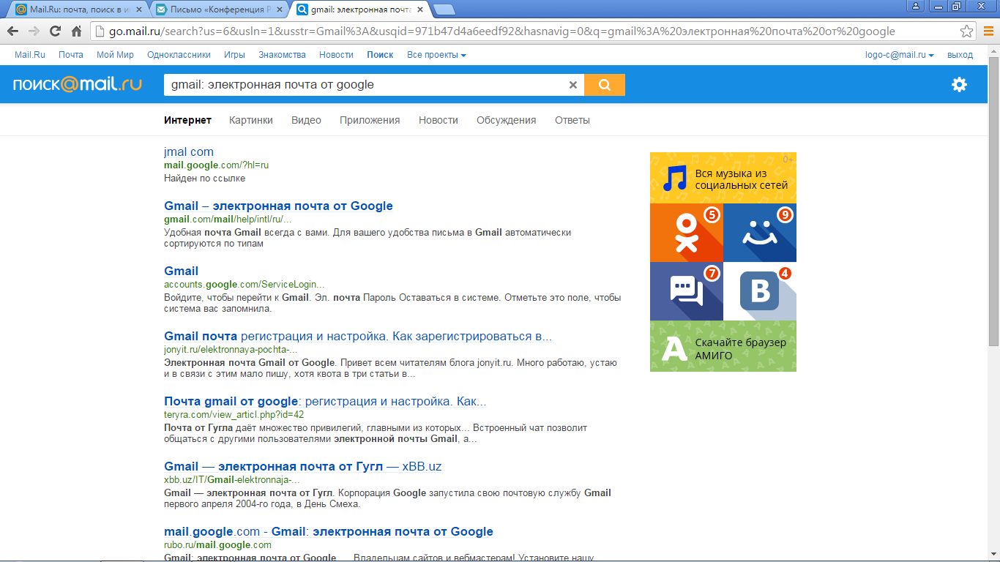 Mail.Ru: почта, поиск в и
Письмо «Конференция Р
gmail: электронная почта
go.mail.ru/search?us=6&usln=1&usstr=Gmail%3A&usqid=971b47d4a6eedf92&hasnavig=0&q=gmail%3A%20электронная%20почта%20от%20google
Mail.Ru Почта Мой Мир Одноклассники Игры Знакомства Новости Поиск Все проекты logo-c@mail.ru выход
поиск@mail.ru
gmail: электронная почта от google
Интернет Картинки Видео Приложения Новости Обсуждения Ответы
jmal com
mail.google.com/?hl=ru
Найден по ссылке
Gmail – электронная почта от Google
gmail.com/mail/help/intl/ru/...
Удобная почта Gmail всегда с вами. Для вашего удобства письма в Gmail автоматически
сортируются по типам
Gmail
accounts.google.com/ServiceLogin...
Войдите, чтобы перейти к Gmail. Эл. почта Пароль Оставаться в системе. Отметьте это поле, чтобы
система вас запомнила.
Gmail почта регистрация и настройка. Как зарегистрироваться в...
jonyit.ru/elektronnaya-pochta-...
Электронная почта Gmail от Google. Привет всем читателям блога jonyit.ru. Много работаю, устаю
и в связи с этим мало пишу, хотя квота в три статьи в...
Почта gmail от google: регистрация и настройка. Как...
teryra.com/view_articl.php?id=42
Почта от Гугла даёт множество привилегий, главными из которых... Встроенный чат позволит
общаться с другими пользователями электронной почты Gmail, а...
Gmail — электронная почта от Гугл — xBB.uz
xbb.uz/IT/Gmail-elektronnaja-...
Gmail — электронная почта от Гугл. Корпорация Google запустила свою почтовую службу Gmail
первого апреля 2004-го года, в День Смеха.
mail.google.com - Gmail: электронная почта от Google
rubo.ru/mail.google.com
Gmail: электронная почта от Google ... Владельцам сайтов и вебмастерам! Установите нашу
0+
Вся музыка из
социальных сетей
5
9
7
4
В
Скачайте браузер
АМИГО